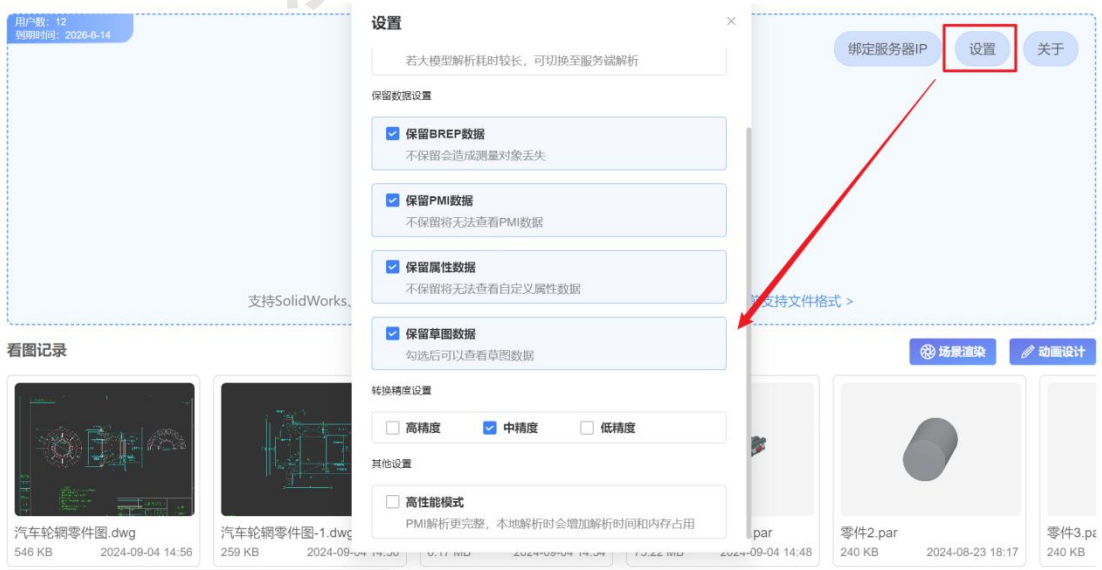 用户数: 12
到期时间: 2026-6-14
设置
绑定服务器IP
设置
关于
若大模型解析耗时较长，可切换至服务端解析
保留数据设置
保留BREP数据
不保留会造成测量对象丢失
保留PMI数据
不保留将无法查看PMI数据
保留属性数据
不保留将无法查看自定义属性数据
支持SolidWorks、
支持文件格式 >
保留草图数据
勾选后可以查看草图数据
看图记录
场景渲染
动画设计
转换精度设置
高精度 中精度 低精度
其他设置
高性能模式
PMI解析更完整，本地解析时会增加解析时间和内存占用
汽车轮辋零件图.dwg
546 KB 2024-09-04 14:56
汽车轮辋零件图-1.dwg
259 KB
.par
2024-09-04 14:48
零件2.par
240 KB 2024-08-23 18:17
零件3.pa
240 KB